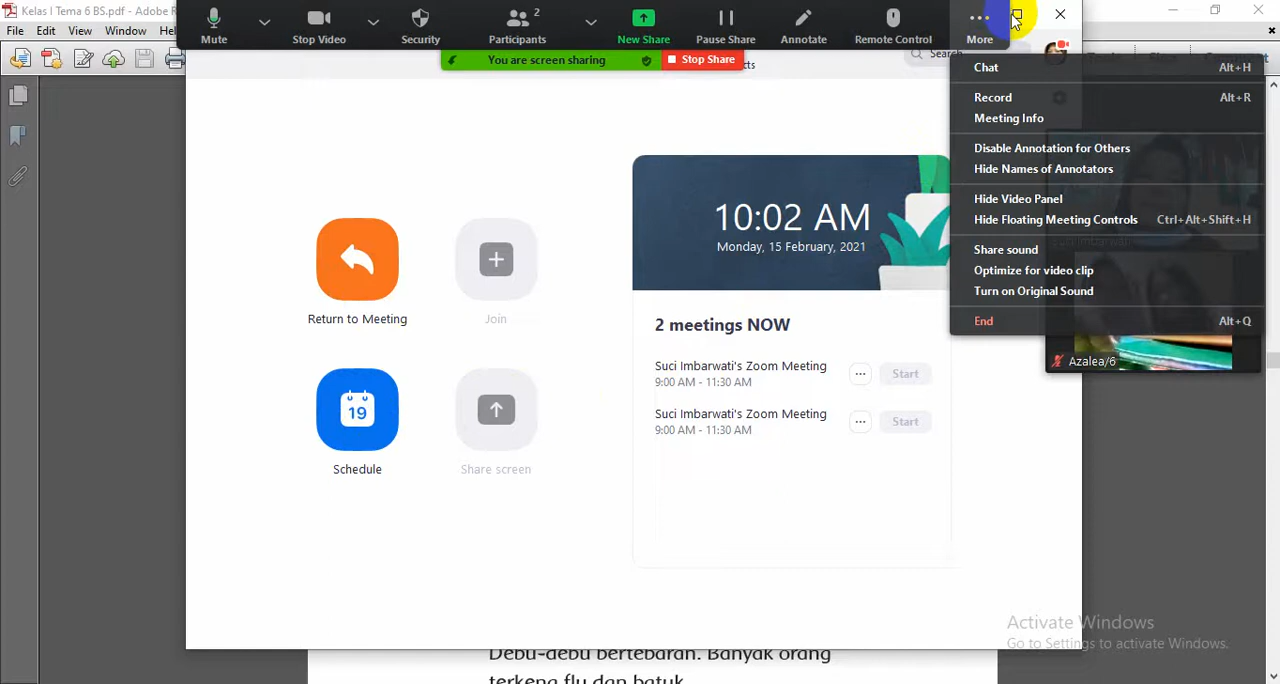 Kelas I Tema 6 BS.pdf - Adobe R
File Edit View Window Hel
Mute
Stop Video
Security
Participants 2
New Share
Pause Share
Annotate
Remote Control
More
You are screen sharing
Stop Share
cts
Search
Chat Alt+H
Record Alt+R
Meeting Info
Disable Annotation for Others
Hide Names of Annotators
Hide Video Panel
Hide Floating Meeting Controls Ctrl+Alt+Shift+H
Share sound
Optimize for video clip
Turn on Original Sound
End Alt+Q
Azalea/6
Return to Meeting
Join
19
Schedule
Share screen
10:02 AM
Monday, 15 February, 2021
2 meetings NOW
Suci Imbarwati's Zoom Meeting
9:00 AM - 11:30 AM
Start
Suci Imbarwati's Zoom Meeting
9:00 AM - 11:30 AM
Start
Activate Windows
Go to Settings to activate Windows.
Debu-debu bertebaran. Banyak orang
terkena flu dan batuk.